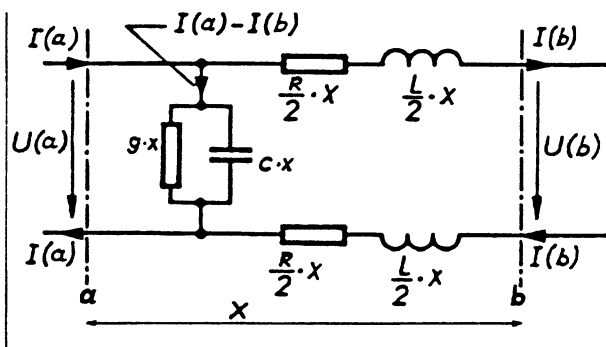 I(a)
I(a)-I(b)
I(b)
R/2·x
L/2·x
U(a)
g·x
c·x
U(b)
I(a)
R/2·x
L/2·x
I(b)
a
b
x